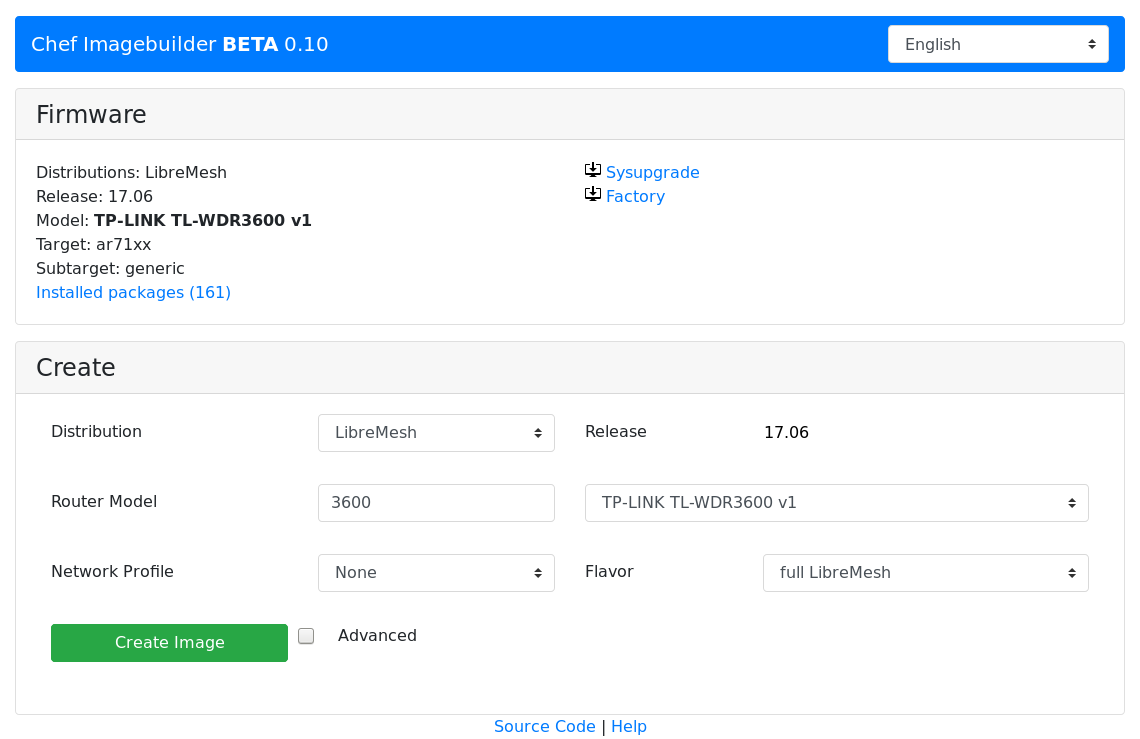 Chef Imagebuilder BETA 0.10
English
Firmware
Distributions: LibreMesh
Release: 17.06
Model: TP-LINK TL-WDR3600 v1
Target: ar71xx
Subtarget: generic
Installed packages (161)
Sysupgrade
Factory
Create
Distribution LibreMesh Release 17.06
Router Model 3600 TP-LINK TL-WDR3600 v1
Network Profile None Flavor full LibreMesh
Create Image Advanced
Source Code | Help